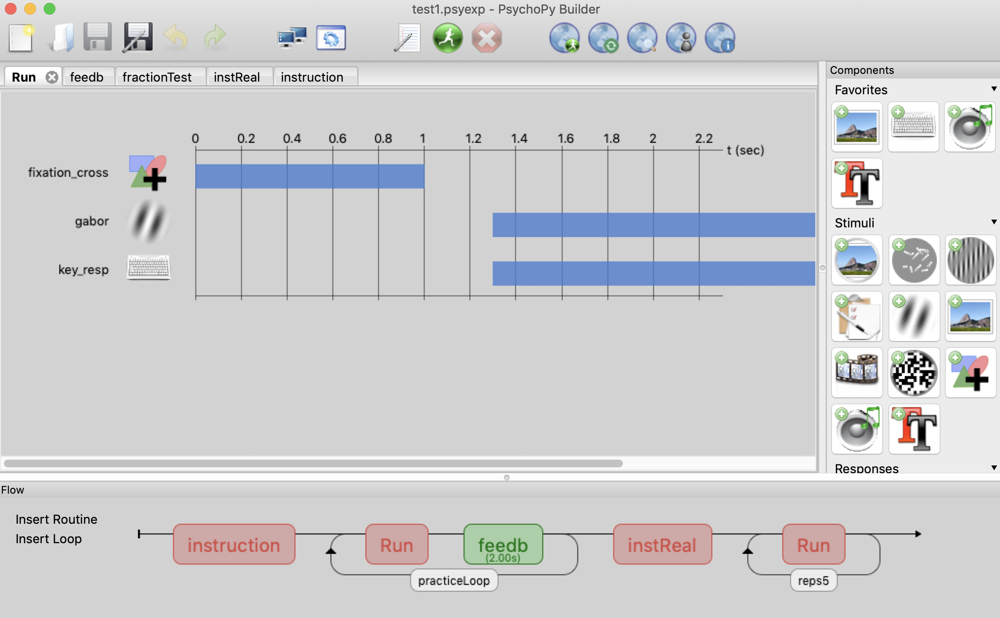 test1.psyexp - PsychoPy Builder
Run feedb fractionTest instReal instruction
0 0.2 0.4 0.6 0.8 1 1.2 1.4 1.6 1.8 2 2.2
t (sec)
fixation_cross
gabor
key_resp
Components
Favorites
TT
Stimuli
TT
Responses
Flow
Insert Routine
Insert Loop
instruction Run feedb instReal Run
(2.00s)
practiceLoop reps5